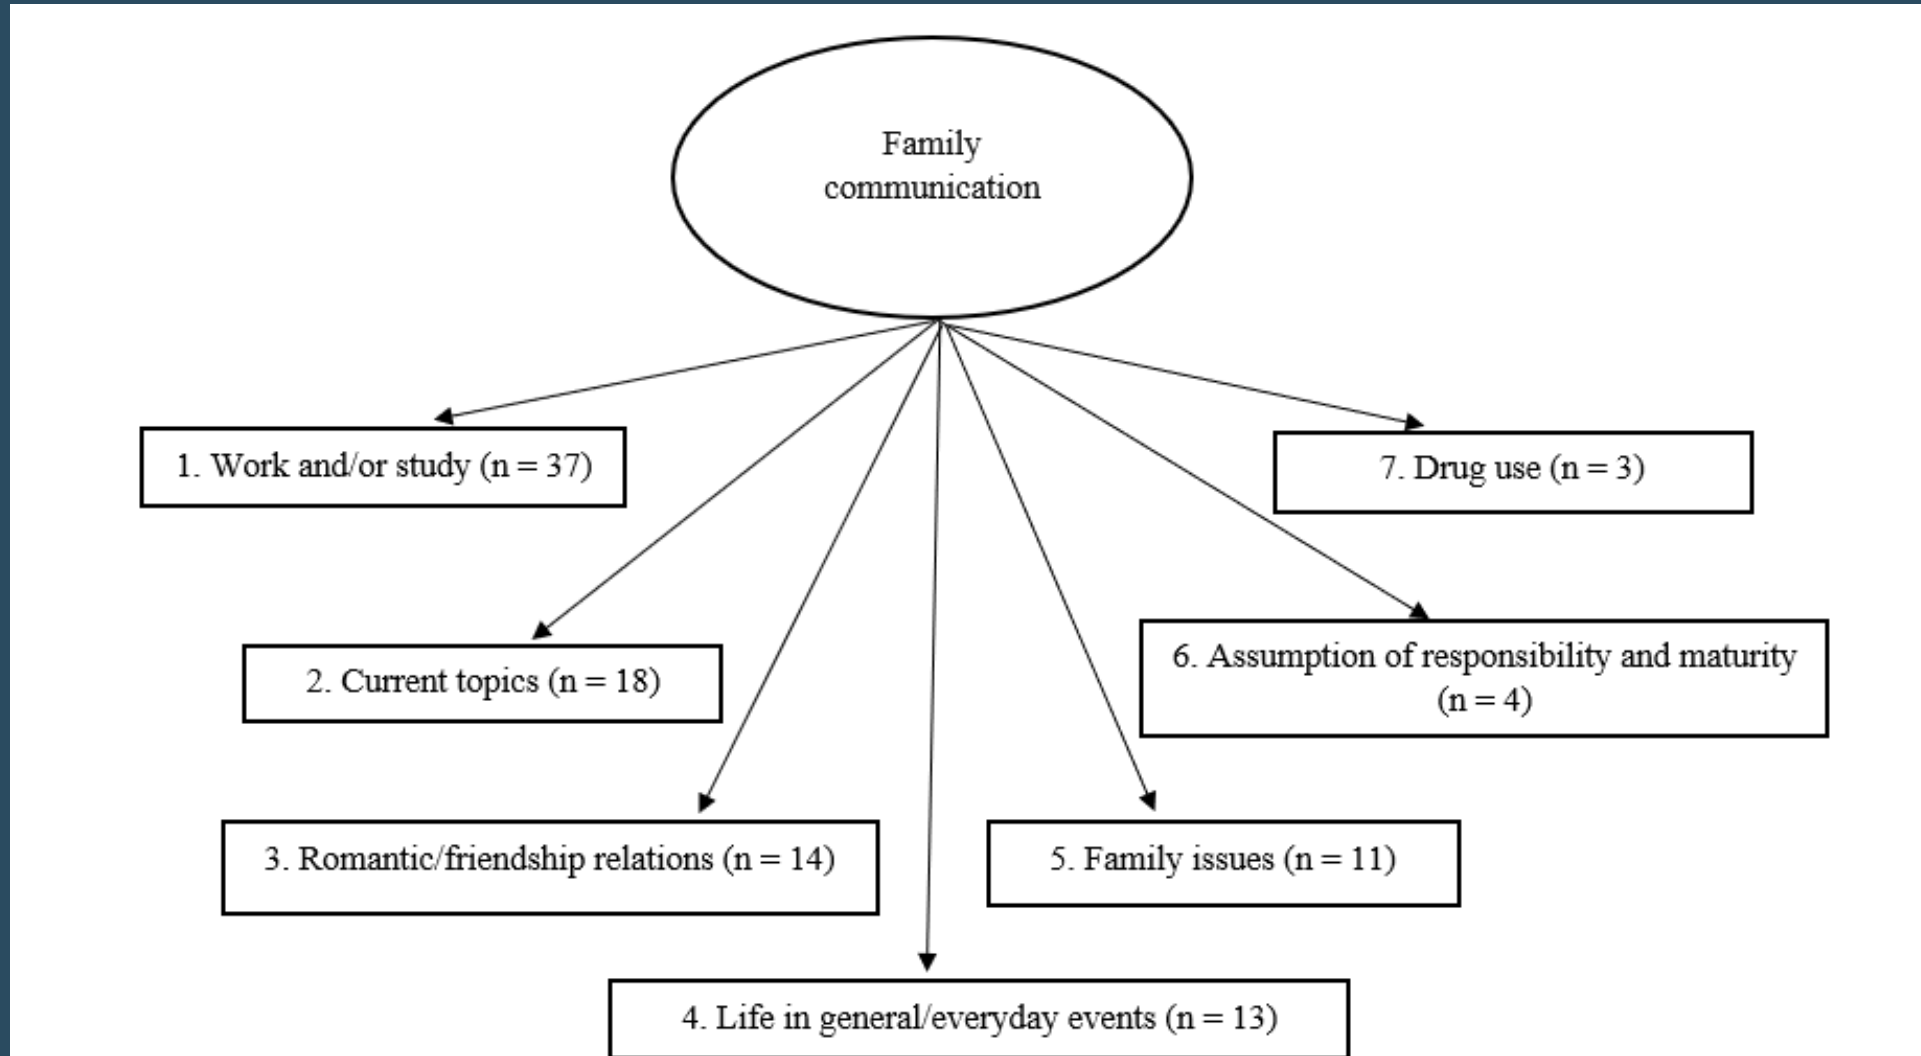 Family
communication
1. Work and/or study (n = 37)
7. Drug use (n = 3)
2. Current topics (n = 18)
6. Assumption of responsibility and maturity
(n = 4)
3. Romantic/friendship relations (n = 14)
5. Family issues (n = 11)
4. Life in general/everyday events (n = 13)